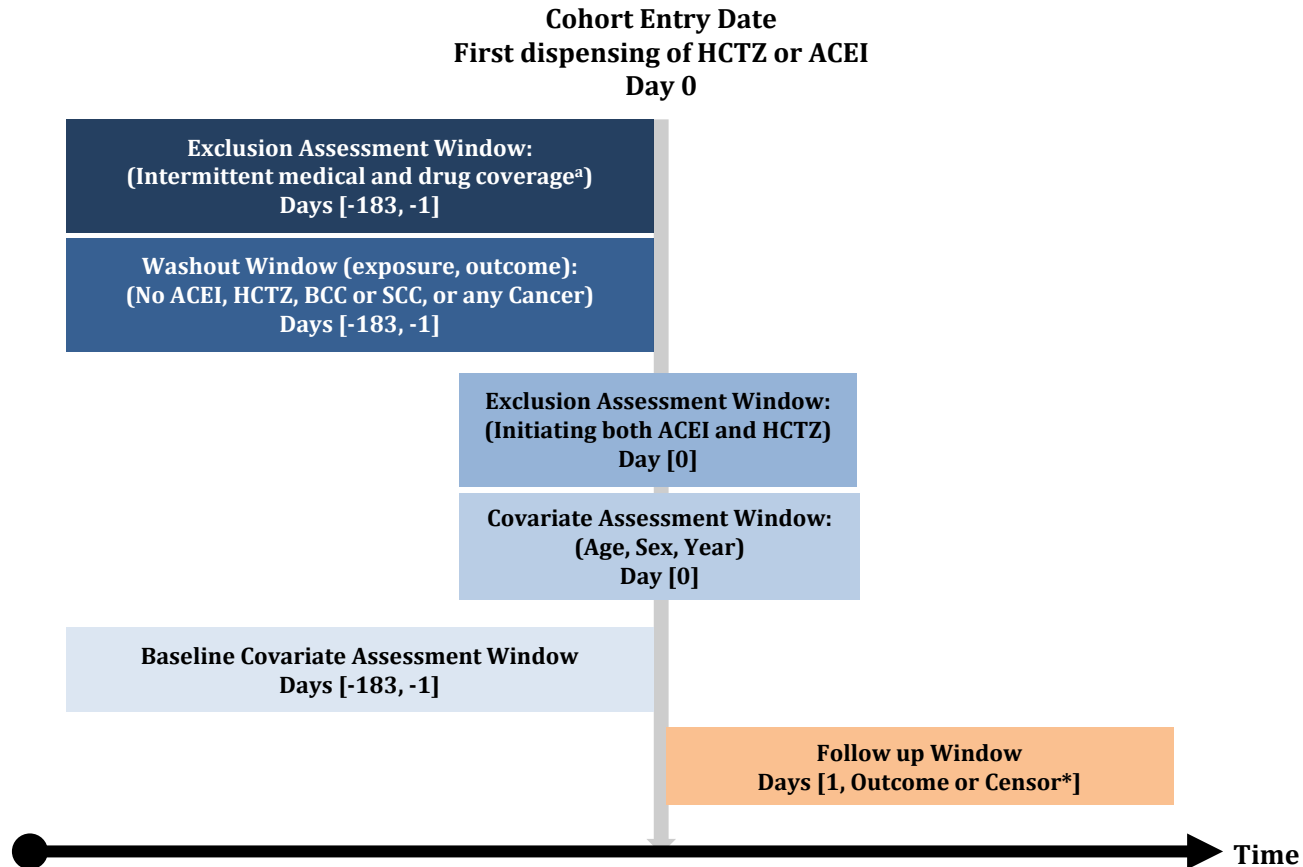 Cohort Entry Date
First dispensing of HCTZ or ACEI
Day 0
Exclusion Assessment Window:
(Intermittent medical and drug coverageᵃ)
Days [-183, -1]
Washout Window (exposure, outcome):
(No ACEI, HCTZ, BCC or SCC, or any Cancer)
Days [-183, -1]
Exclusion Assessment Window:
(Initiating both ACEI and HCTZ)
Day [0]
Covariate Assessment Window:
(Age, Sex, Year)
Day [0]
Baseline Covariate Assessment Window
Days [-183, -1]
Follow up Window
Days [1, Outcome or Censor*]
Time